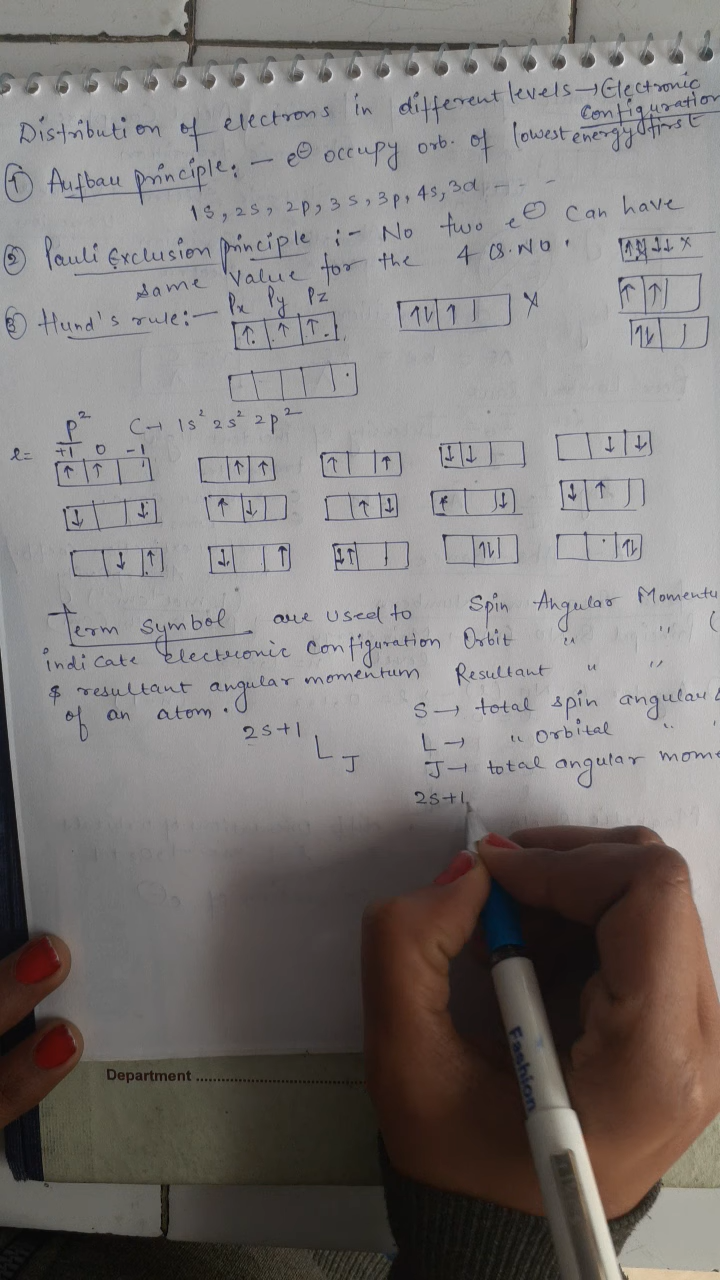 Distribution of electrons in different levels → Electronic Configuration
① Aufbau principle :- e⊖ occupy orb. of lowest energy first
1s, 2s, 2p, 3s, 3p, 4s, 3d - - -
② Pauli Exclusion principle :- No two e⊖ can have
same value for the 4 Q.No.
↑↓ ↓↓ x
③ Hund's rule :- Px Py Pz
↑ ↑ ↑
↑↓ ↑ x
↑ ↑
↑↓
p² C → 1s² 2s² 2p²
l = +1 0 -1
↑ ↑
↑ ↑
↑ ↑
↓ ↓
↓ ↓
↓ ↓
↑ ↓
↑ ↓
↑ ↓
↓ ↑
↓ ↑
↓ ↑
↓↑
↑↓
↑↓
Term symbol are used to
indicate electronic configuration
& resultant angular momentum
of an atom.
2S+1 L J
Spin Angular Momentu
Orbit " " (
Resultant " "
S → total spin angular
L → " Orbital " "
J → total angular mome
2S+1
Department
Fashion